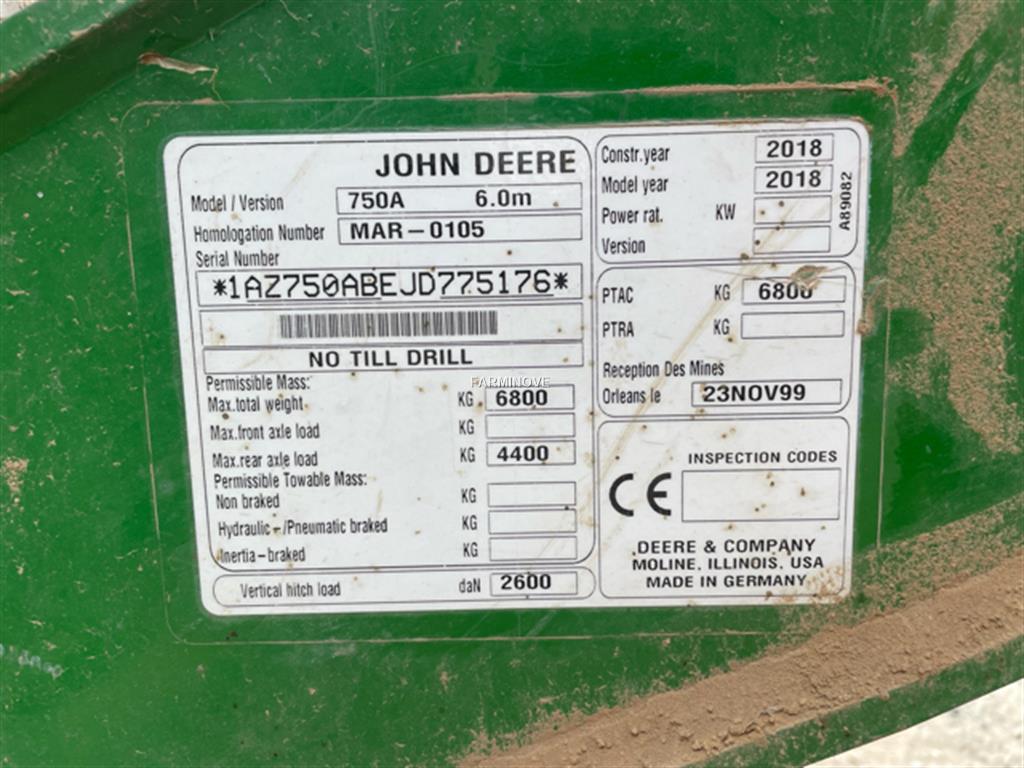 JOHN DEERE
Model / Version 750A 6.0m
Homologation Number MAR-0105
Serial Number
*1AZ750ABEJD775176*
NO TILL DRILL
Permissible Mass:
Max.total weight KG 6800
Max.front axle load KG
Max.rear axle load KG 4400
Permissible Towable Mass:
Non braked KG
Hydraulic-/Pneumatic braked KG
Inertia-braked KG
Vertical hitch load daN 2600
Constr.year 2018
Model year 2018
Power rat. KW
Version
A89082
PTAC KG 6800
PTRA KG
Reception Des Mines
Orleans le 23NOV99
INSPECTION CODES
CE
DEERE & COMPANY
MOLINE, ILLINOIS, USA
MADE IN GERMANY
FARMINOVE